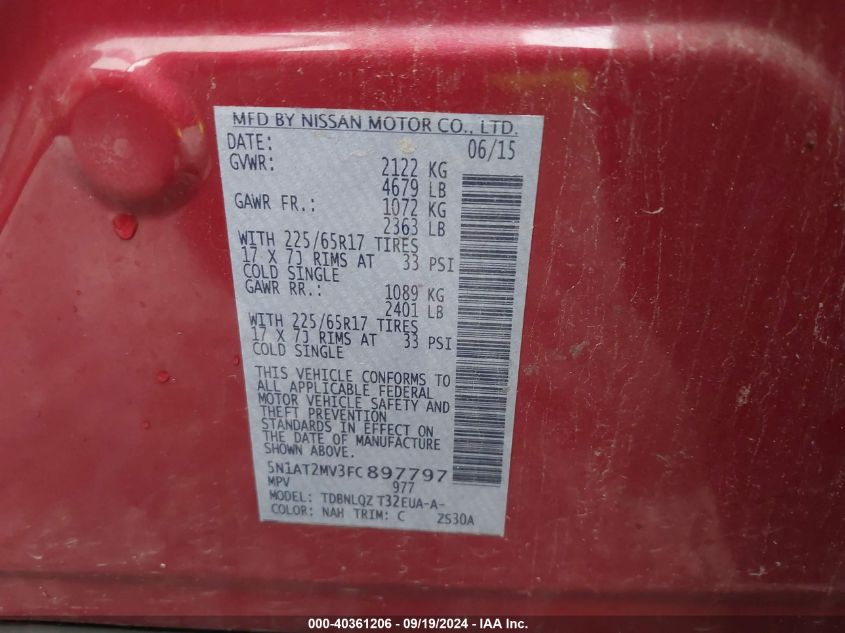 MFD BY NISSAN MOTOR CO., LTD.
DATE: 06/15
GVWR: 2122 KG
4679 LB
GAWR FR.: 1072 KG
2363 LB
WITH 225/65R17 TIRES
17 X 7J RIMS AT 33 PSI
COLD SINGLE
GAWR RR.: 1089 KG
2401 LB
WITH 225/65R17 TIRES
17 X 7J RIMS AT 33 PSI
COLD SINGLE
THIS VEHICLE CONFORMS TO
ALL APPLICABLE FEDERAL
MOTOR VEHICLE SAFETY AND
THEFT PREVENTION
STANDARDS IN EFFECT ON
THE DATE OF MANUFACTURE
SHOWN ABOVE.
5N1AT2MV3FC897797
MPV 977
MODEL: TDBNLQZ T32EUA-A-
COLOR: NAH TRIM: C 2S30A
000-40361206 - 09/19/2024 - IAA Inc.